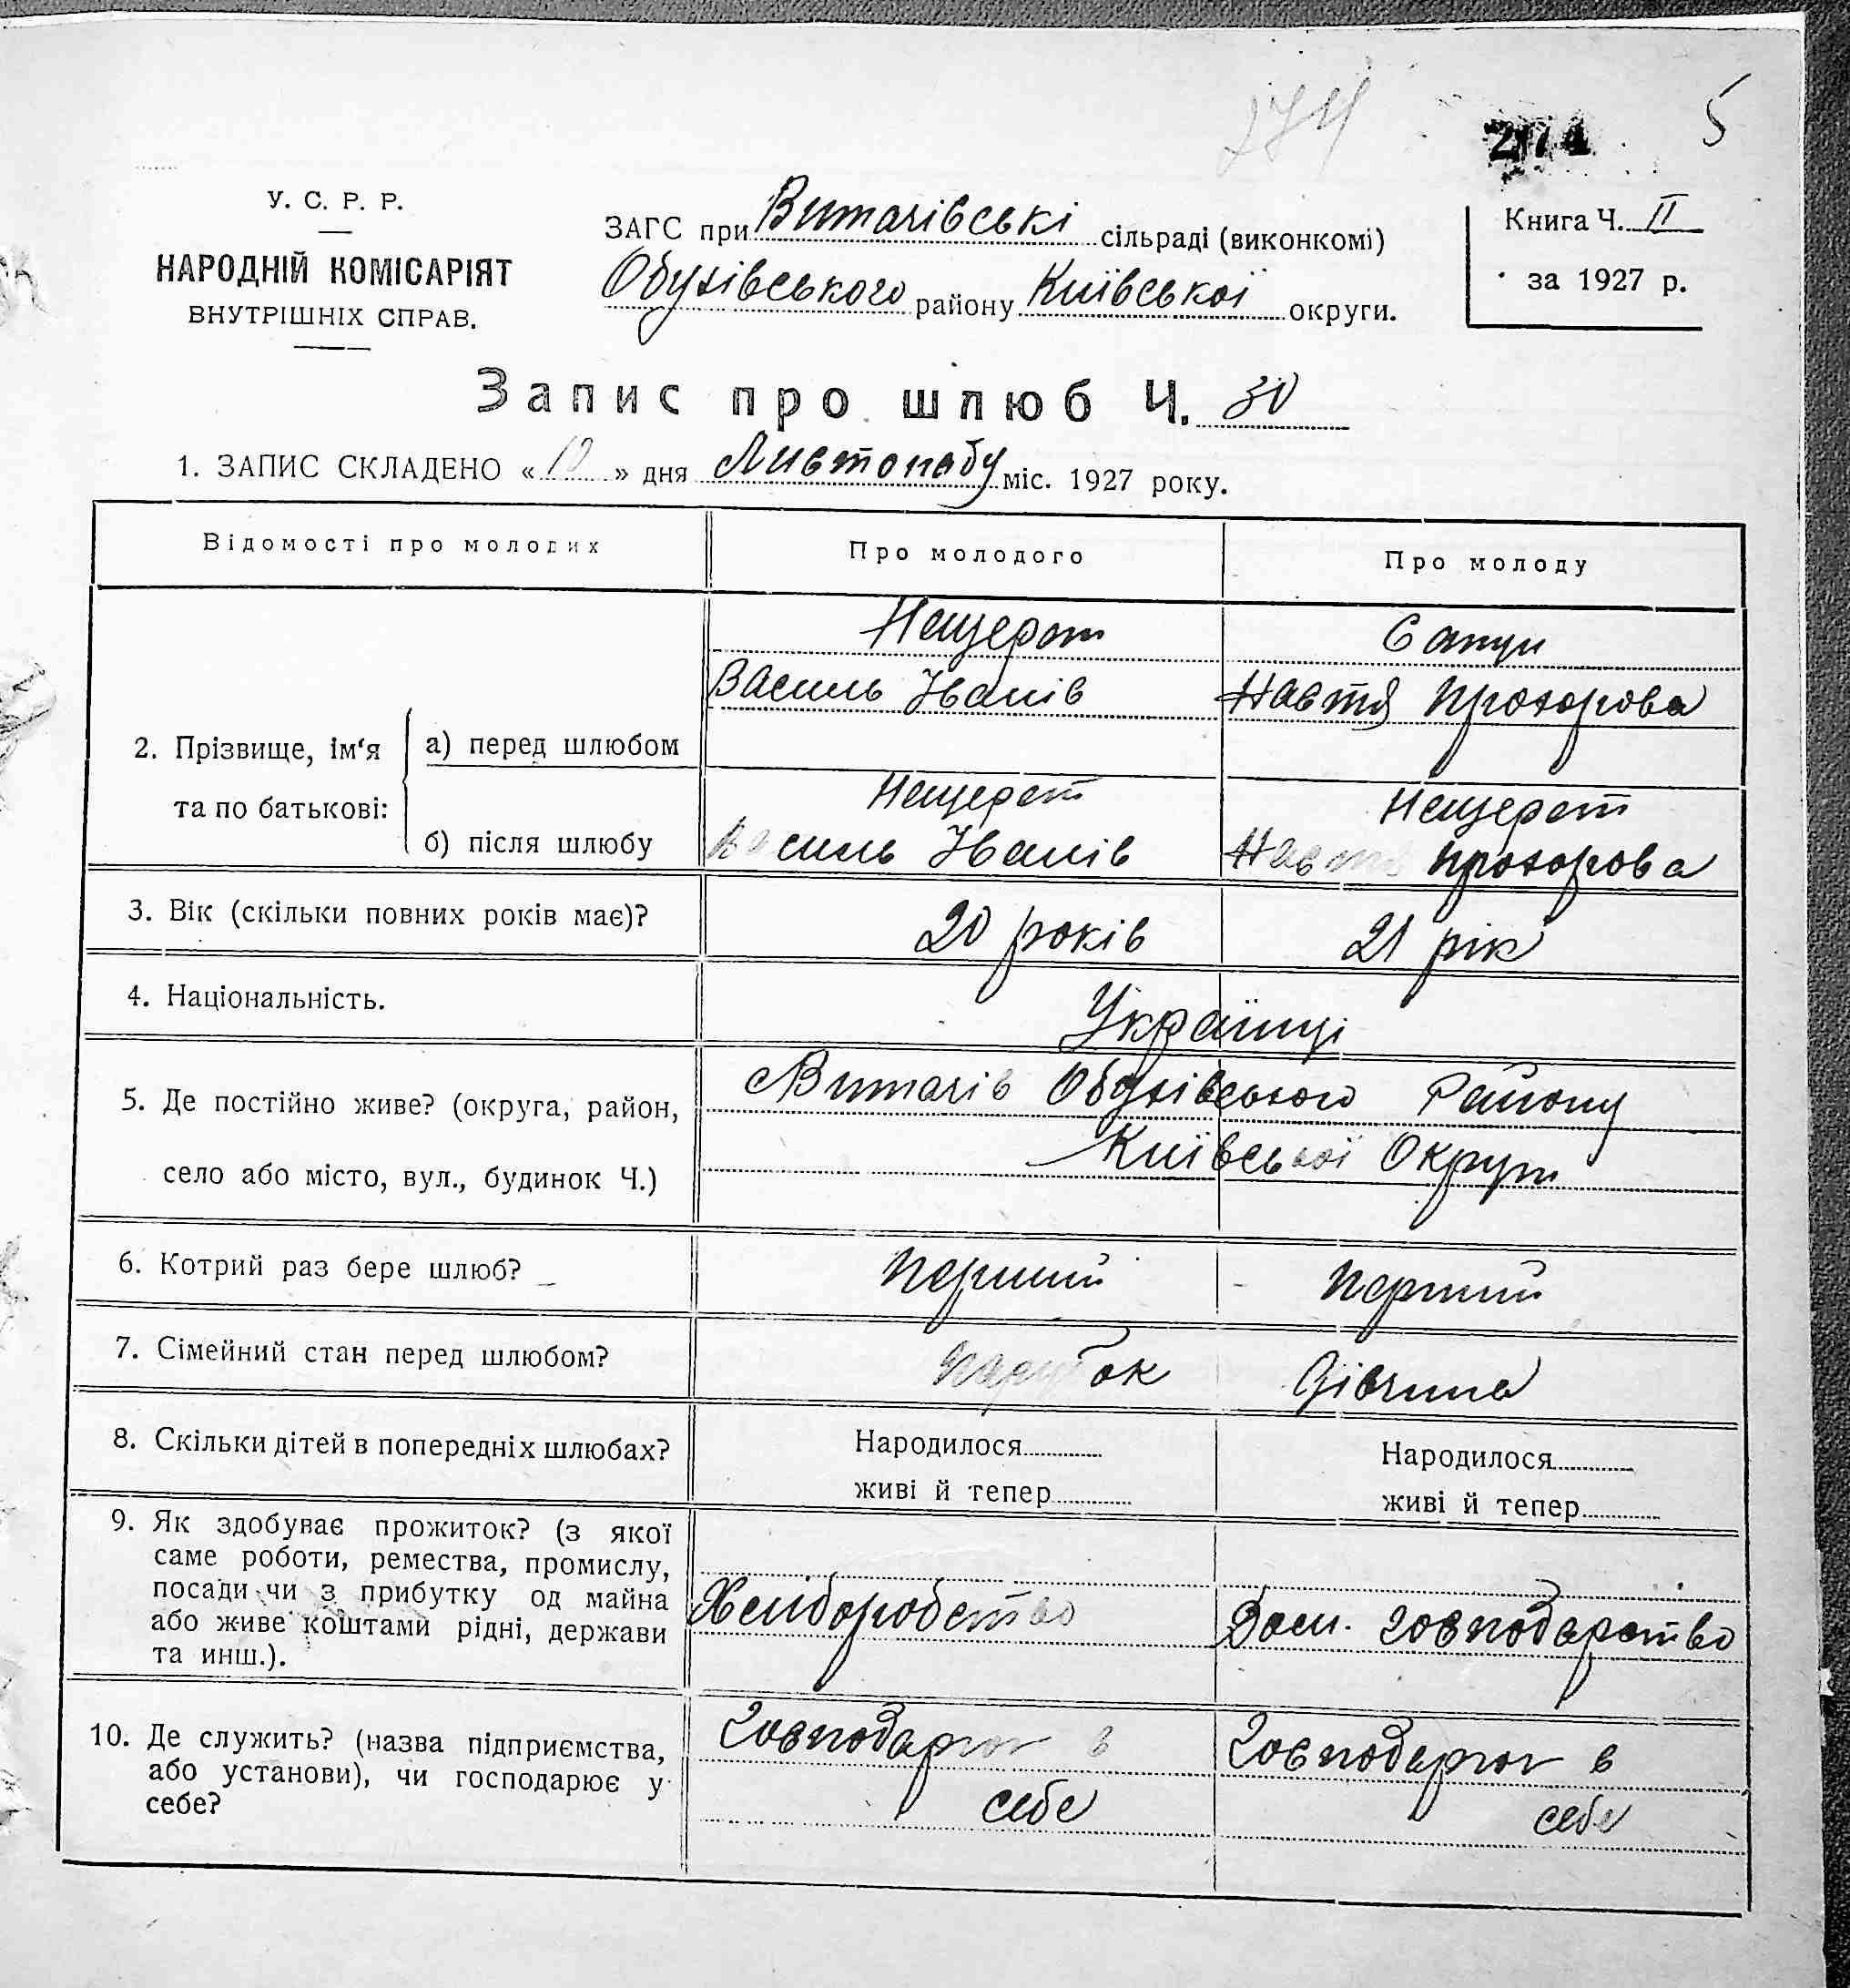 274
274
5
У. С. Р. Р.
НАРОДНІЙ КОМІСАРІЯТ
ВНУТРІШНІХ СПРАВ.
ЗАГС при Витачівські сільраді (виконкомі)
Обухівського району Київської округи.
Книга Ч. II
за 1927 р.
Запис про шлюб Ч. 30
1. ЗАПИС СКЛАДЕНО « 10 » дня Листопаду міс. 1927 року.
Відомості про молодих
Про молодого
Про молоду
2. Прізвище, ім‘я та по батькові:
а) перед шлюбом
Нещерет
Василь Іванів
Настя Прохорова
б) після шлюбу
Нещерет
Василь Іванів
Нещерет
Настя Прохорова
3. Вік (скільки повних років має)?
20 років
21 рік
4. Національність.
Українці
5. Де постійно живе? (округа, район,
село або місто, вул., будинок Ч.)
Витачів Обухівського Району
Київської Округи
6. Котрий раз бере шлюб?
перший
перший
7. Сімейний стан перед шлюбом?
парубок
дівчина
8. Скільки дітей в попередніх шлюбах?
Народилося
живі й тепер
Народилося
живі й тепер
9. Як здобуває прожиток? (з якої
саме роботи, ремества, промислу,
посади чи з прибутку од майна
або живе коштами рідні, держави
та инш.).
Хліборобство
Дом. господарство
10. Де служить? (назва підприємства,
або установи), чи господарює у
себе?
Господарює в
себе
Господарює в
себе